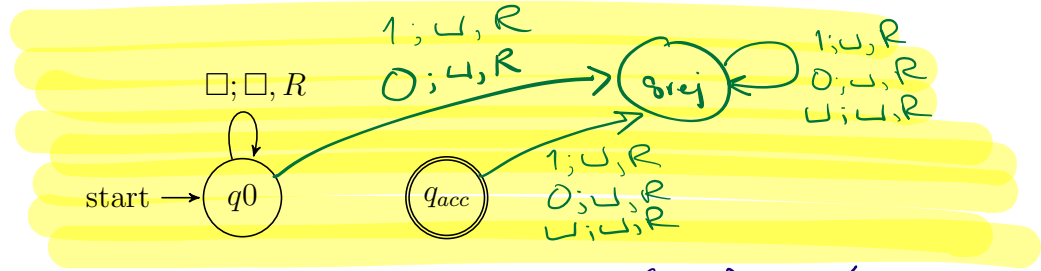 1;⊔,R
0;⊔,R
□;□,R
start
q0
q_acc
q_rej
1;⊔,R
0;⊔,R
⊔;⊔,R
1;⊔,R
0;⊔,R
⊔;⊔,R